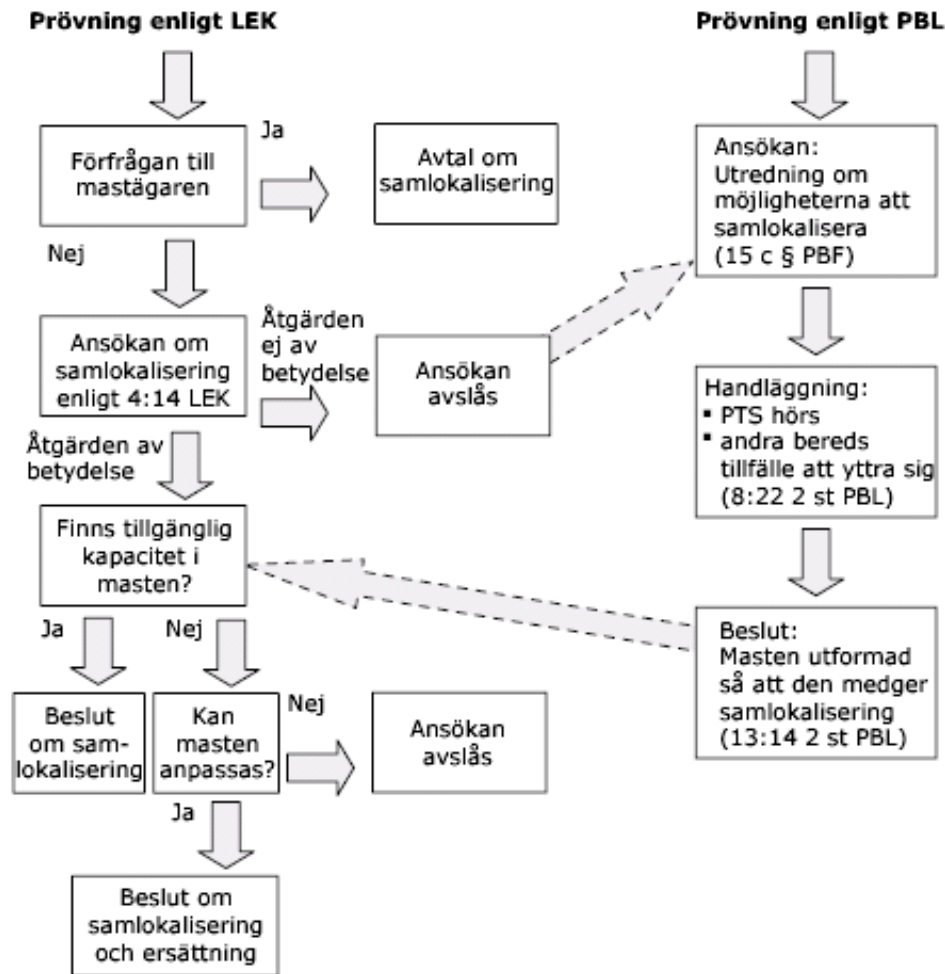 Prövning enligt LEK
Förfrågan till
mastägaren
Ja
Avtal om
samlokalisering
Nej
Ansökan om
samlokalisering
enligt 4:14 LEK
Åtgärden
ej av
betydelse
Ansökan
avslås
Åtgärden av
betydelse
Finns tillgänglig
kapacitet i
masten?
Ja
Nej
Beslut
om sam-
lokalisering
Kan
masten
anpassas?
Nej
Ansökan
avslås
Ja
Beslut om
samlokalisering
och ersättning
Prövning enligt PBL
Ansökan:
Utredning om
möjligheterna att
samlokalisera
(15 c § PBF)
Handläggning:
▪ PTS hörs
▪ andra bereds
tillfälle att yttra sig
(8:22 2 st PBL)
Beslut:
Masten utformad
så att den medger
samlokalisering
(13:14 2 st PBL)